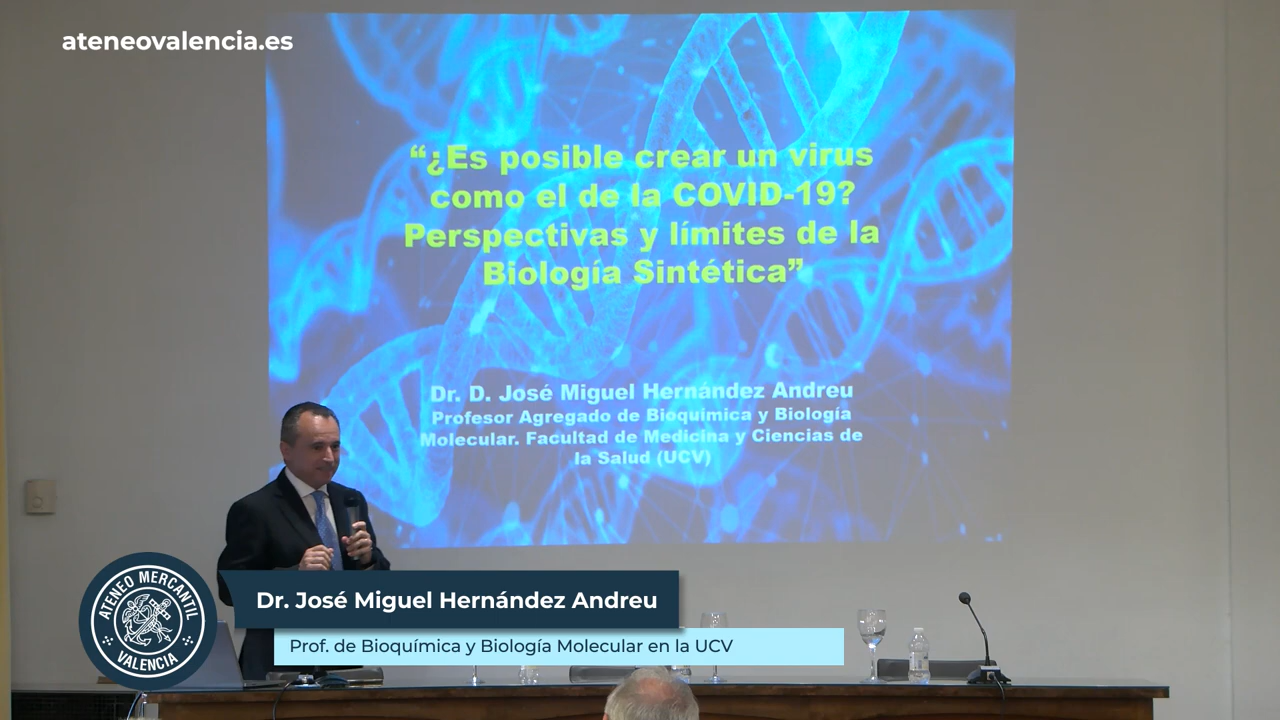 ateneovalencia.es
“¿Es posible crear un virus
como el de la COVID-19?
Perspectivas y límites de la
Biología Sintética”
Dr. D. José Miguel Hernández Andreu
Profesor Agregado de Bioquímica y Biología
Molecular. Facultad de Medicina y Ciencias de
la Salud (UCV)
ATENEO MERCANTIL
VALENCIA
Dr. José Miguel Hernández Andreu
Prof. de Bioquímica y Biología Molecular en la UCV